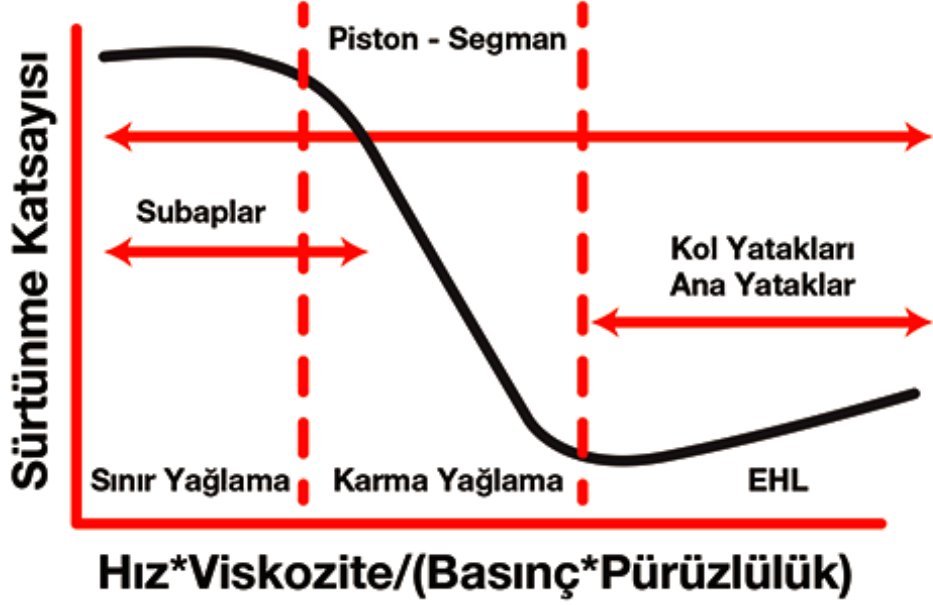 Piston - Segman
Sürtünme Katsayısı
Subaplar
Kol Yatakları
Ana Yataklar
Sınır Yağlama
Karma Yağlama
EHL
Hız*Viskozite/(Basınç*Pürüzlülük)